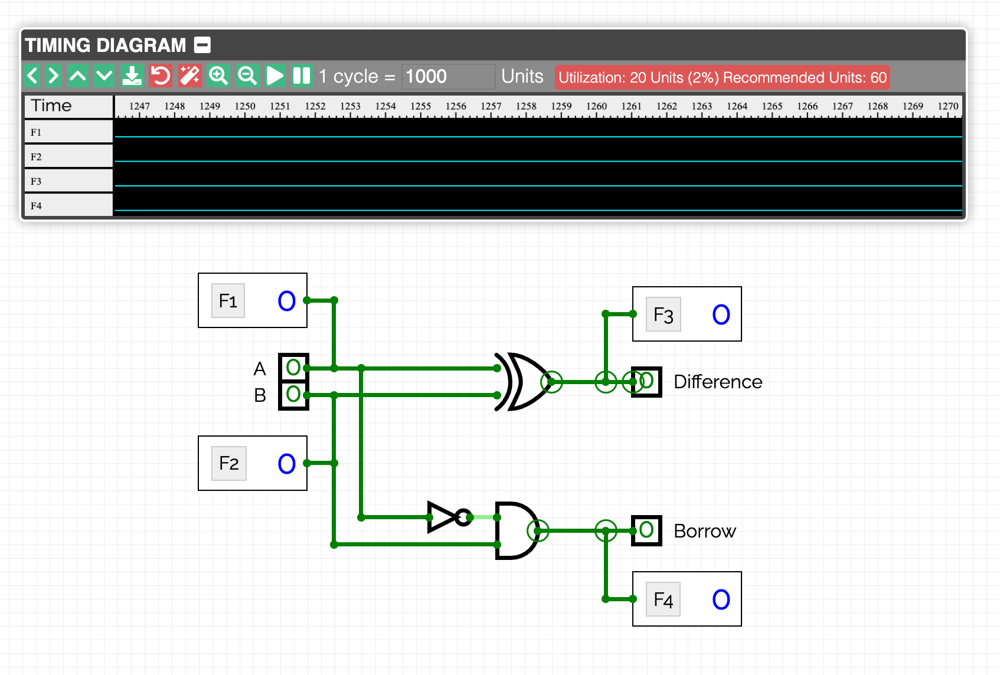 TIMING DIAGRAM
1 cycle = 1000 Units Utilization: 20 Units (2%) Recommended Units: 60
Time 1247 1248 1249 1250 1251 1252 1253 1254 1255 1256 1257 1258 1259 1260 1261 1262 1263 1264 1265 1266 1267 1268 1269 1270
F1
F2
F3
F4
F1 0
F3 0
A 0
0 Difference
B 0
F2 0
0 Borrow
F4 0